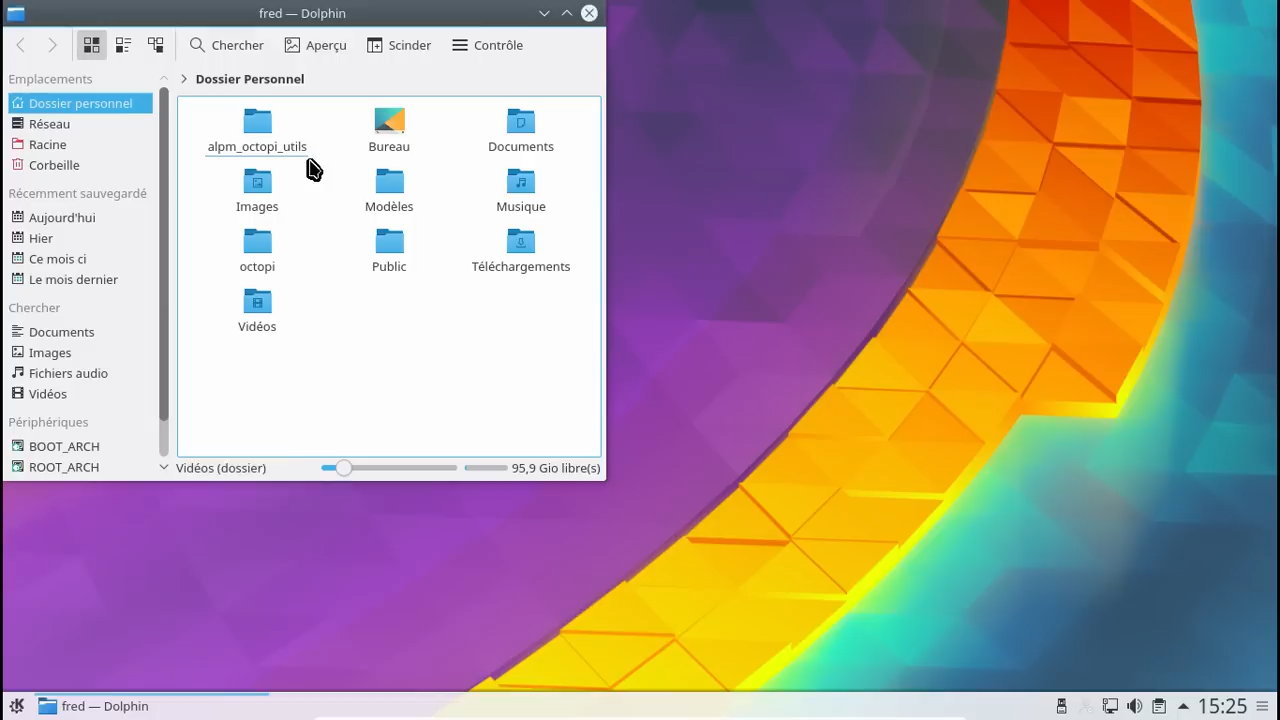 fred — Dolphin
Chercher
Aperçu
Scinder
Contrôle
Emplacements
Dossier personnel
Réseau
Racine
Corbeille
Récemment sauvegardé
Aujourd'hui
Hier
Ce mois ci
Le mois dernier
Chercher
Documents
Images
Fichiers audio
Vidéos
Périphériques
BOOT_ARCH
ROOT_ARCH
Dossier Personnel
alpm_octopi_utils
Bureau
Documents
Images
Modèles
Musique
octopi
Public
Téléchargements
Vidéos
Vidéos (dossier)
95,9 Gio libre(s)
fred — Dolphin
15:25